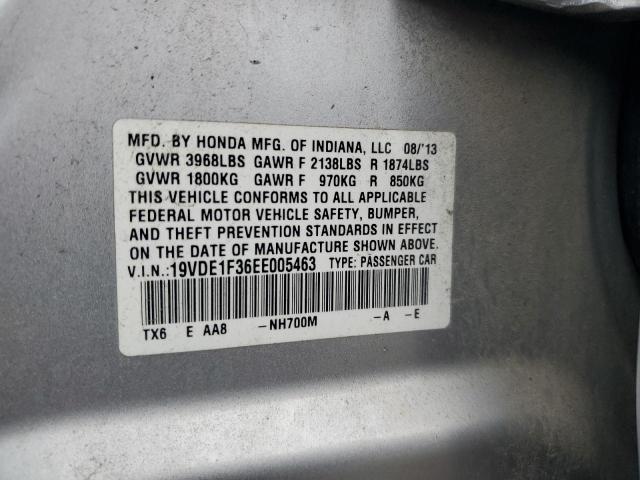 MFD. BY HONDA MFG. OF INDIANA, LLC 08/'13
GVWR 3968LBS GAWR F 2138LBS R 1874LBS
GVWR 1800KG GAWR F 970KG R 850KG
THIS VEHICLE CONFORMS TO ALL APPLICABLE
FEDERAL MOTOR VEHICLE SAFETY, BUMPER,
AND THEFT PREVENTION STANDARDS IN EFFECT
ON THE DATE OF MANUFACTURE SHOWN ABOVE.
V.I.N.:19VDE1F36EE005463 TYPE: PASSENGER CAR
TX6 E AA8 -NH700M -A -E